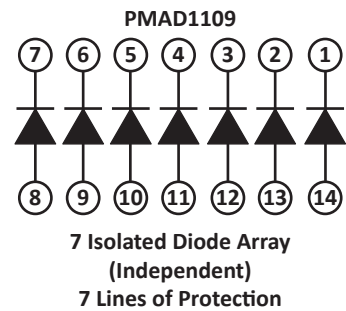 PMAD1109
7 6 5 4 3 2 1
8 9 10 11 12 13 14
7 Isolated Diode Array
(Independent)
7 Lines of Protection